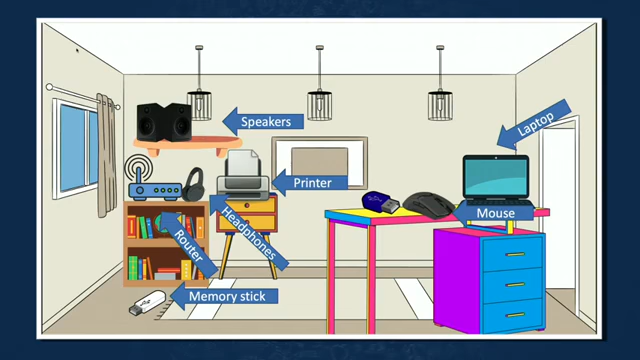 Speakers
Laptop
Printer
Mouse
Headphones
Router
Memory stick